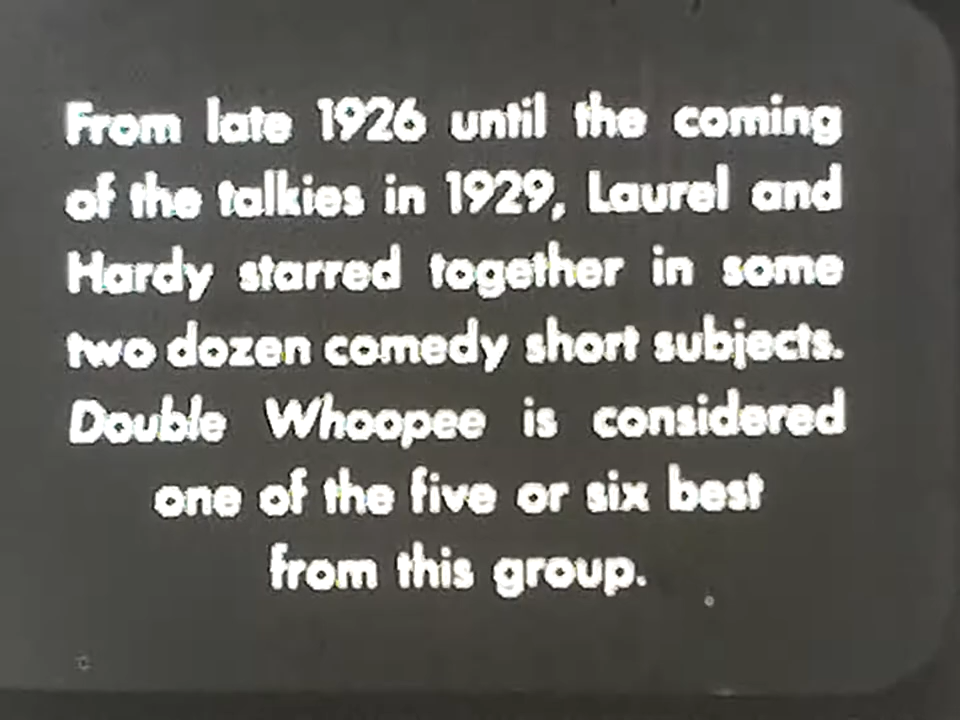 From late 1926 until the coming
of the talkies in 1929, Laurel and
Hardy starred together in some
two dozen comedy short subjects.
Double Whoopee is considered
one of the five or six best
from this group.